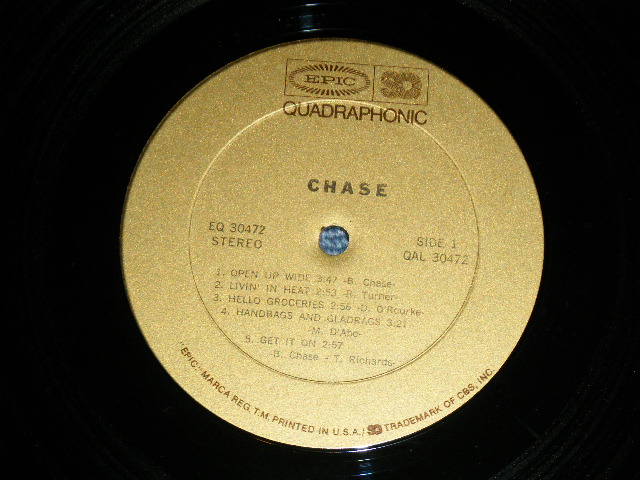 EPIC SQ
QUADRAPHONIC
CHASE
EQ 30472
STEREO
SIDE 1
QAL 30472
1. OPEN UP WIDE 3:47 -B. Chase-
2. LIVIN' IN HEAT 2:53 -R. Turner-
3. HELLO GROCERIES 2:56 -D. O'Rourke-
4. HANDBAGS AND GLADRAGS 3:21
-M. D'Abo-
5. GET IT ON 2:57
-B. Chase - T. Richards-
"EPIC," MARCA REG. T.M. PRINTED IN U.S.A./SQ TRADEMARK OF CBS, INC.